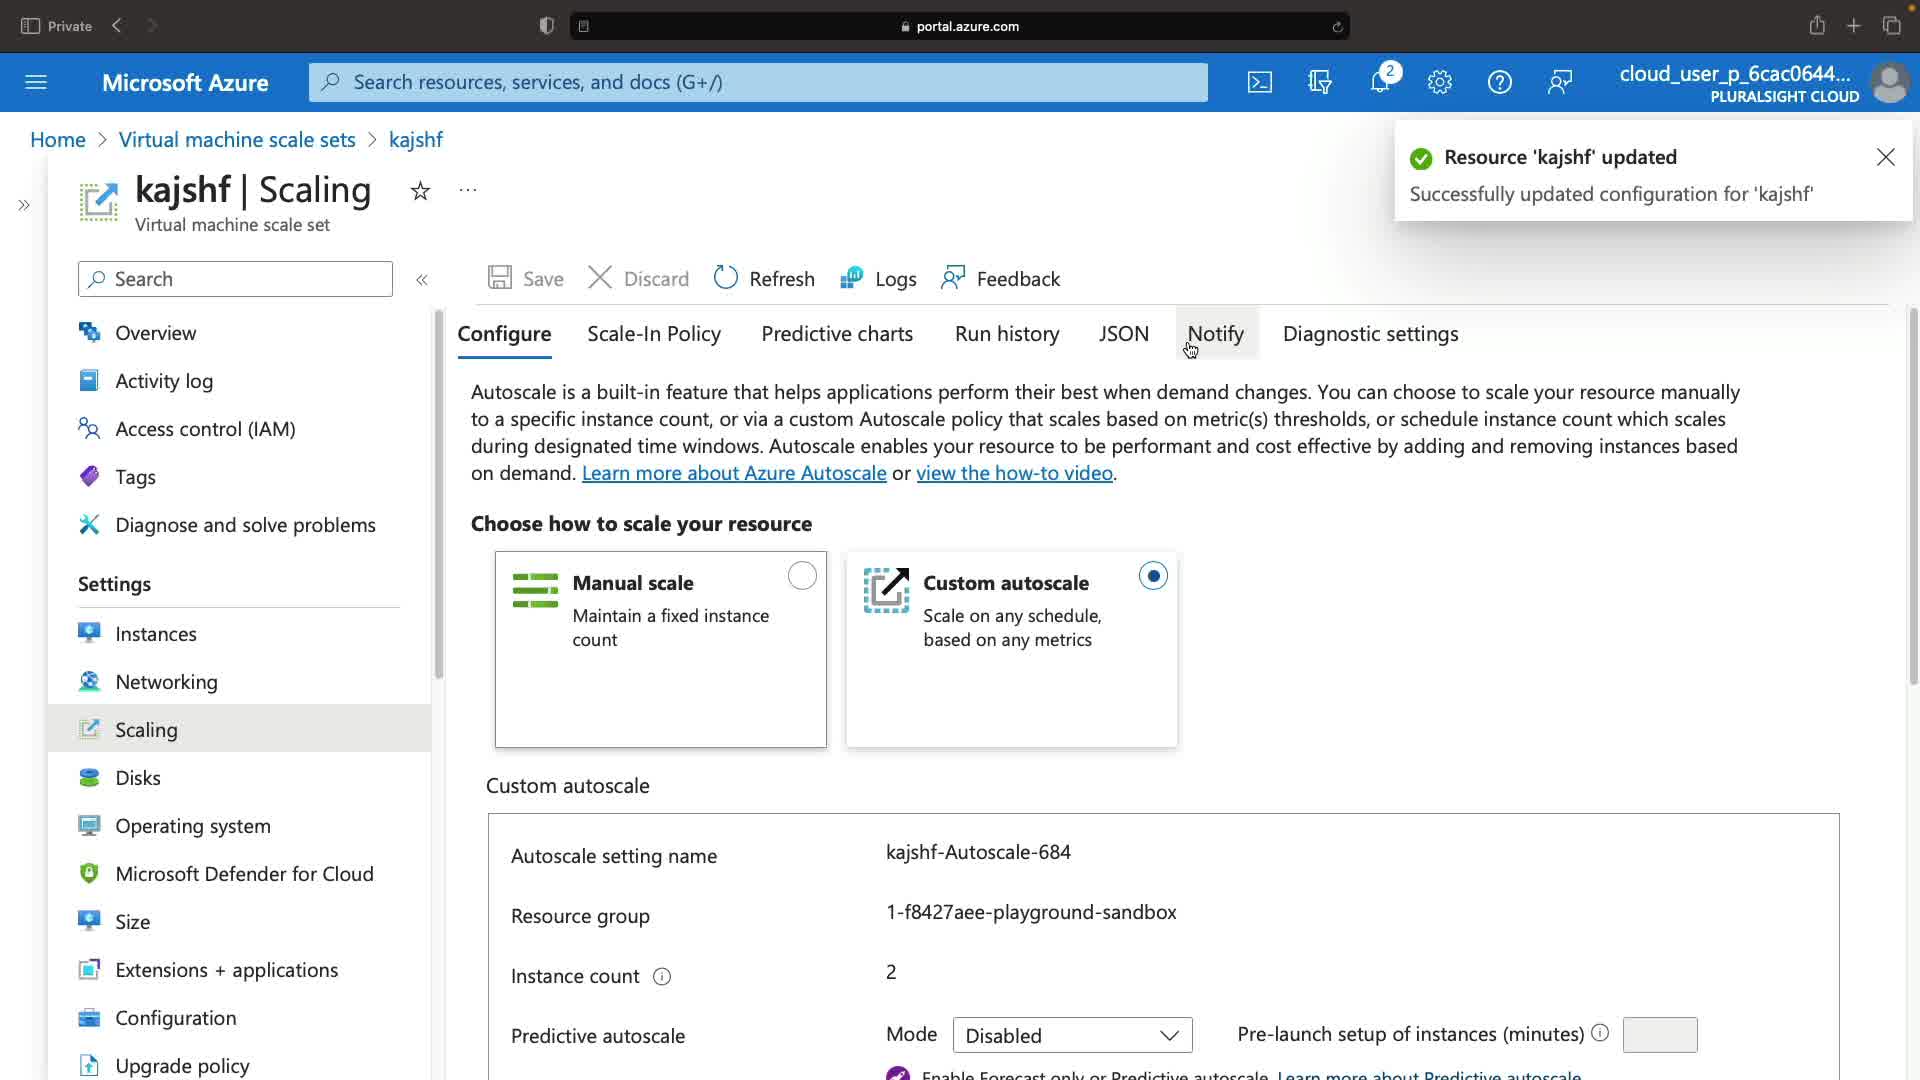 Private
portal.azure.com
Microsoft Azure
Search resources, services, and docs (G+/)
2
cloud_user_p_6cac0644...
PLURALSIGHT CLOUD
Home > Virtual machine scale sets > kajshf
Resource 'kajshf' updated
Successfully updated configuration for 'kajshf'
kajshf | Scaling
Virtual machine scale set
Search
Save
Discard
Refresh
Logs
Feedback
Overview
Activity log
Access control (IAM)
Tags
Diagnose and solve problems
Settings
Instances
Networking
Scaling
Disks
Operating system
Microsoft Defender for Cloud
Size
Extensions + applications
Configuration
Upgrade policy
Configure
Scale-In Policy
Predictive charts
Run history
JSON
Notify
Diagnostic settings
Autoscale is a built-in feature that helps applications perform their best when demand changes. You can choose to scale your resource manually
to a specific instance count, or via a custom Autoscale policy that scales based on metric(s) thresholds, or schedule instance count which scales
during designated time windows. Autoscale enables your resource to be performant and cost effective by adding and removing instances based
on demand. Learn more about Azure Autoscale or view the how-to video.
Choose how to scale your resource
Manual scale
Maintain a fixed instance
count
Custom autoscale
Scale on any schedule,
based on any metrics
Custom autoscale
Autoscale setting name
kajshf-Autoscale-684
Resource group
1-f8427aee-playground-sandbox
Instance count
2
Predictive autoscale
Mode
Disabled
Pre-launch setup of instances (minutes)
Enable Forecast only or Predictive autoscale. Learn more about Predictive autoscale.